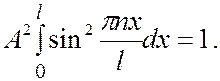 A² ∫₀ˡ sin² (πnx / l) dx = 1.